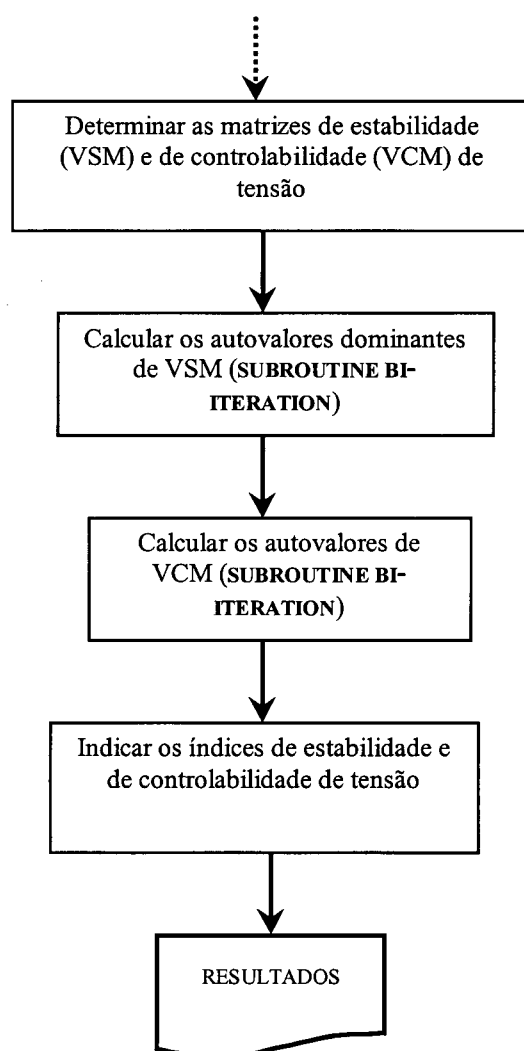 Determinar as matrizes de estabilidade
(VSM) e de controlabilidade (VCM) de
tensão
Calcular os autovalores dominantes
de VSM (SUBROUTINE BI-
ITERATION)
Calcular os autovalores de
VCM (SUBROUTINE BI-
ITERATION)
Indicar os índices de estabilidade e
de controlabilidade de tensão
RESULTADOS